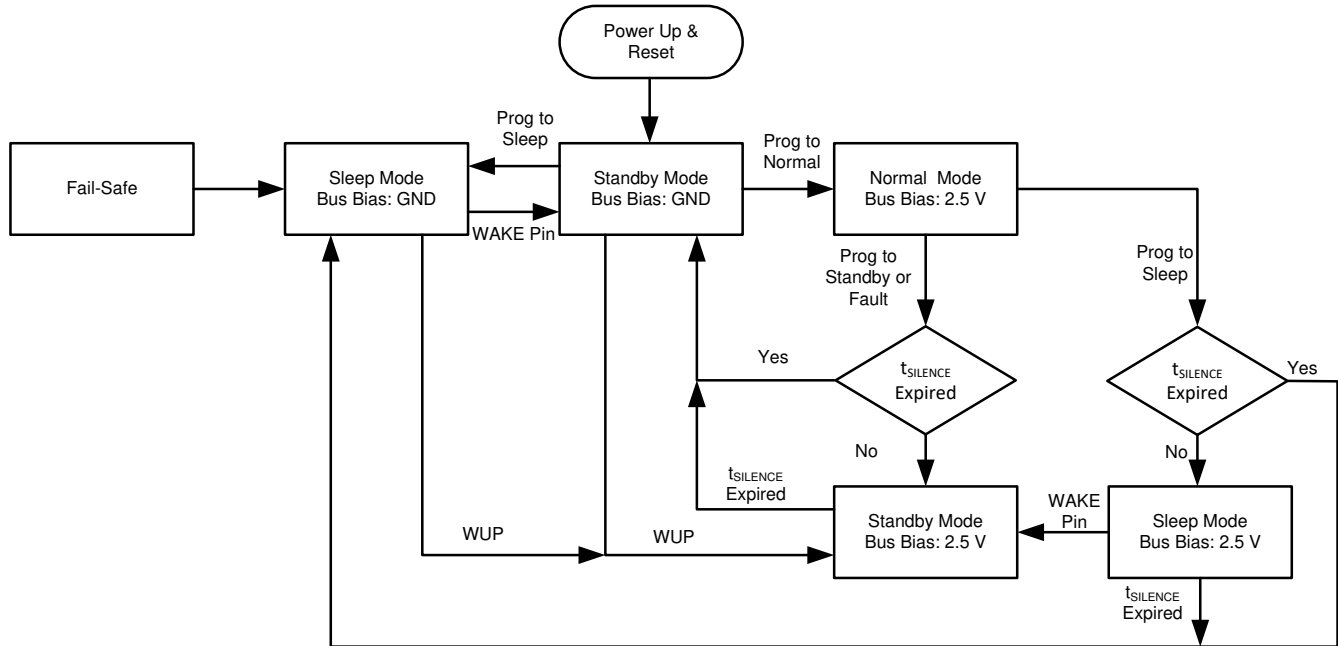 Power Up &
Reset
Prog to
Sleep
Prog to
Normal
Fail-Safe
Sleep Mode
Bus Bias: GND
Standby Mode
Bus Bias: GND
Normal Mode
Bus Bias: 2.5 V
WAKE Pin
Prog to
Standby or
Fault
Prog to
Sleep
Yes
tSILENCE
Expired
tSILENCE
Expired
Yes
No
No
tSILENCE
Expired
WAKE
Pin
Standby Mode
Bus Bias: 2.5 V
Sleep Mode
Bus Bias: 2.5 V
WUP
WUP
tSILENCE
Expired